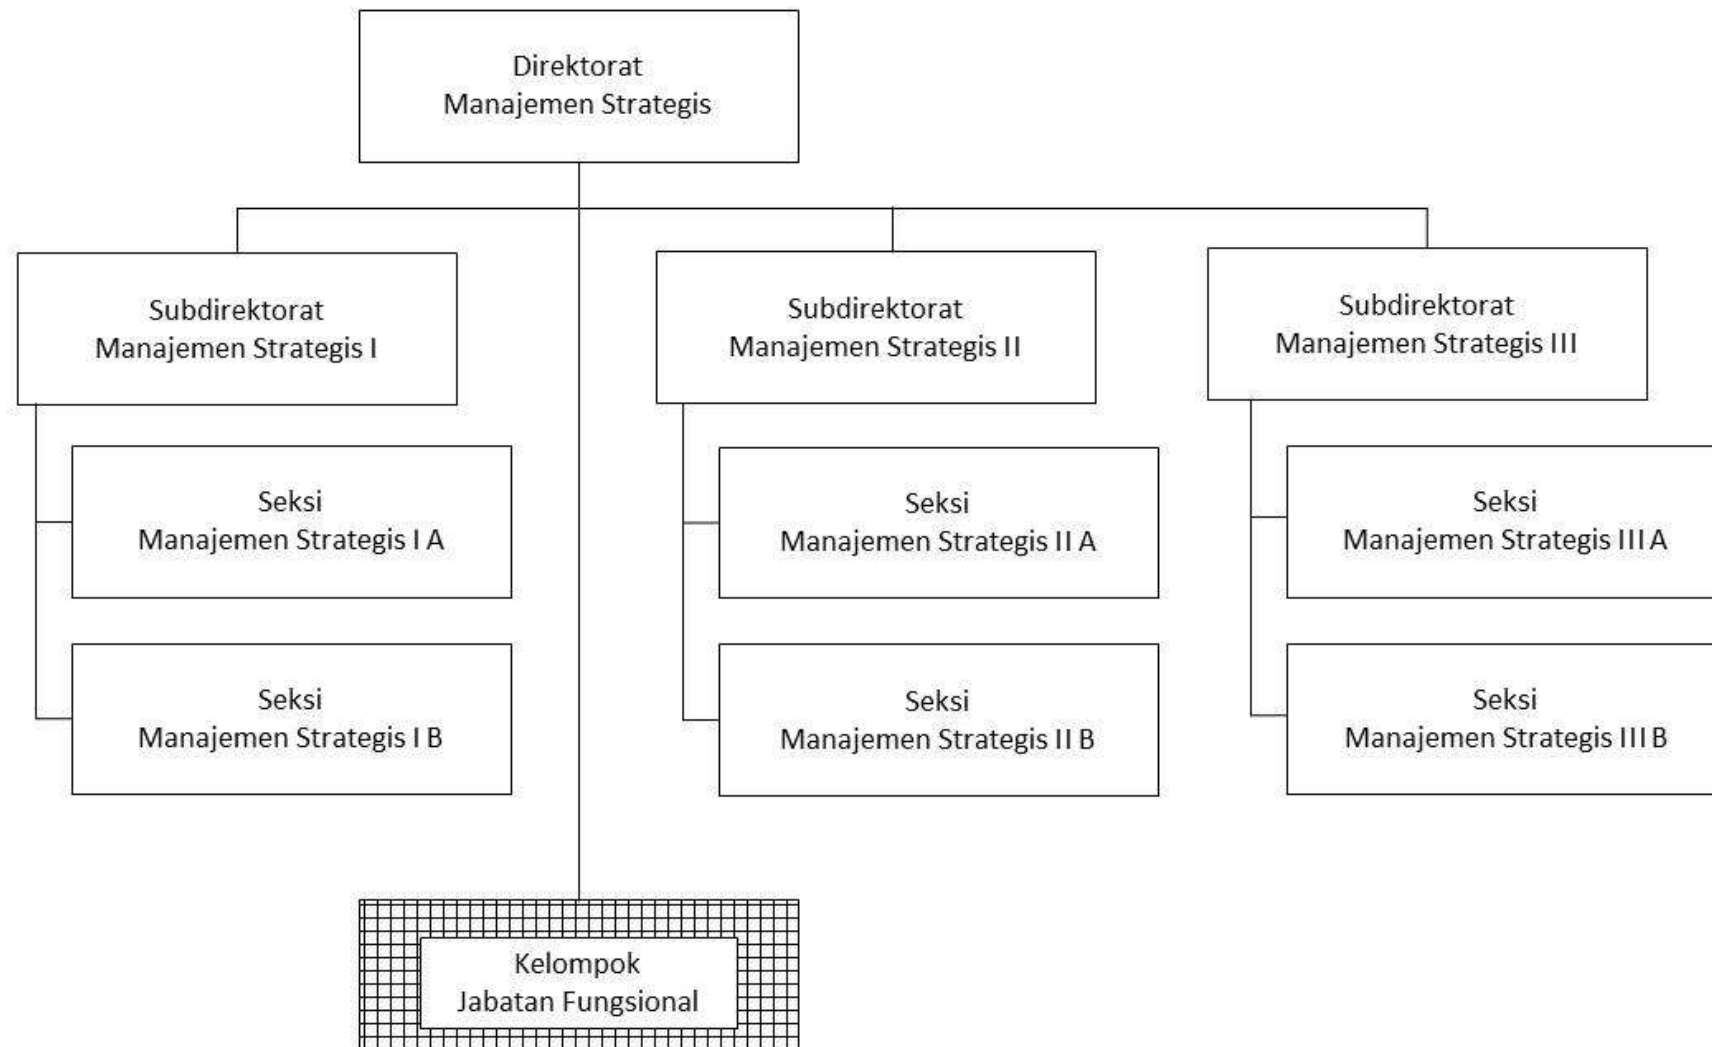 Direktorat
Manajemen Strategis
Subdirektorat
Manajemen Strategis I
Subdirektorat
Manajemen Strategis II
Subdirektorat
Manajemen Strategis III
Seksi
Manajemen Strategis I A
Seksi
Manajemen Strategis II A
Seksi
Manajemen Strategis III A
Seksi
Manajemen Strategis I B
Seksi
Manajemen Strategis II B
Seksi
Manajemen Strategis III B
Kelompok
Jabatan Fungsional